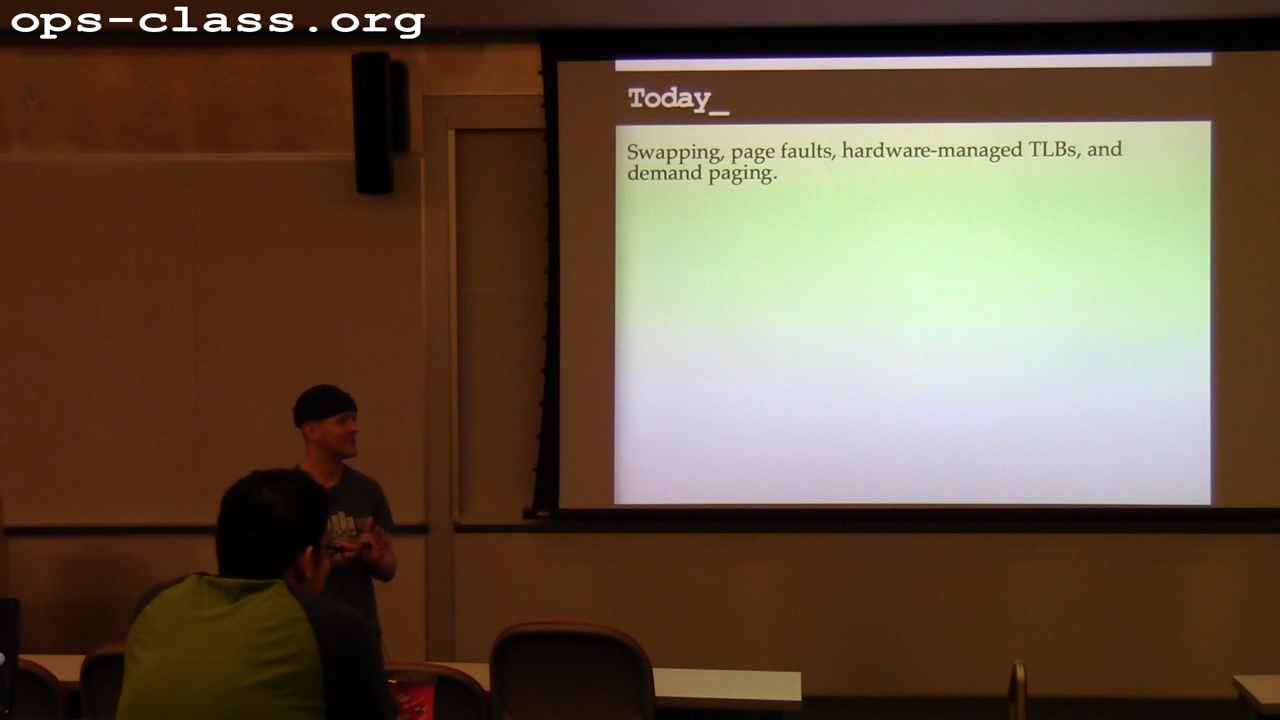 ops-class.org
Today_
Swapping, page faults, hardware-managed TLBs, and
demand paging.